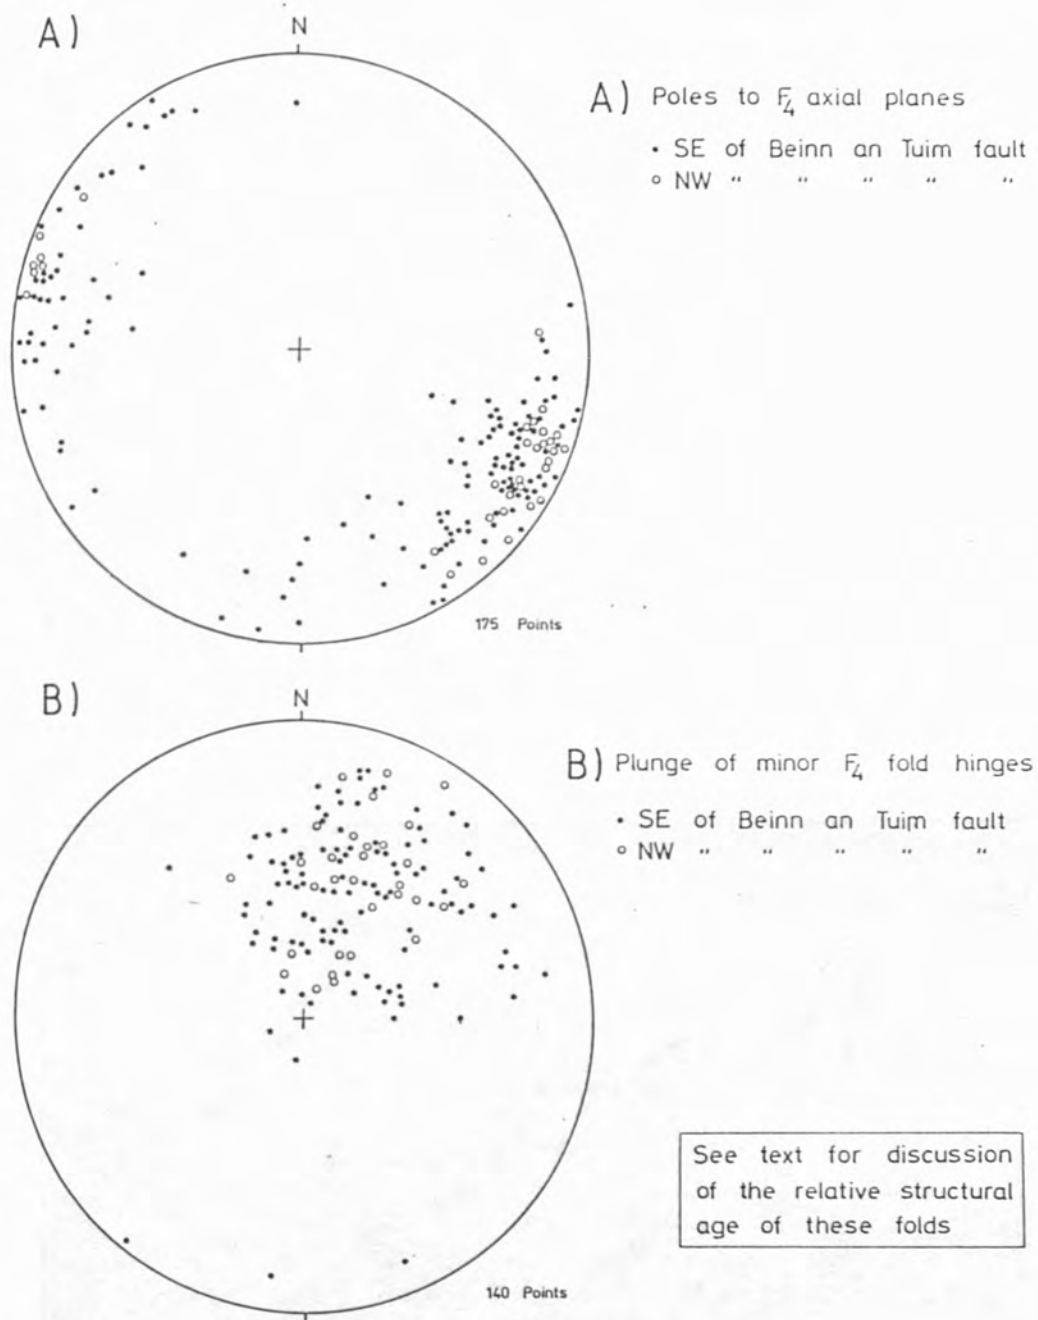 A)
N
A) Poles to F4 axial planes
• SE of Beinn an Tuim fault
○ NW " " " " "
175 Points
B)
N
B) Plunge of minor F4 fold hinges
• SE of Beinn an Tuim fault
○ NW " " " " "
See text for discussion
of the relative structural
age of these folds
140 Points